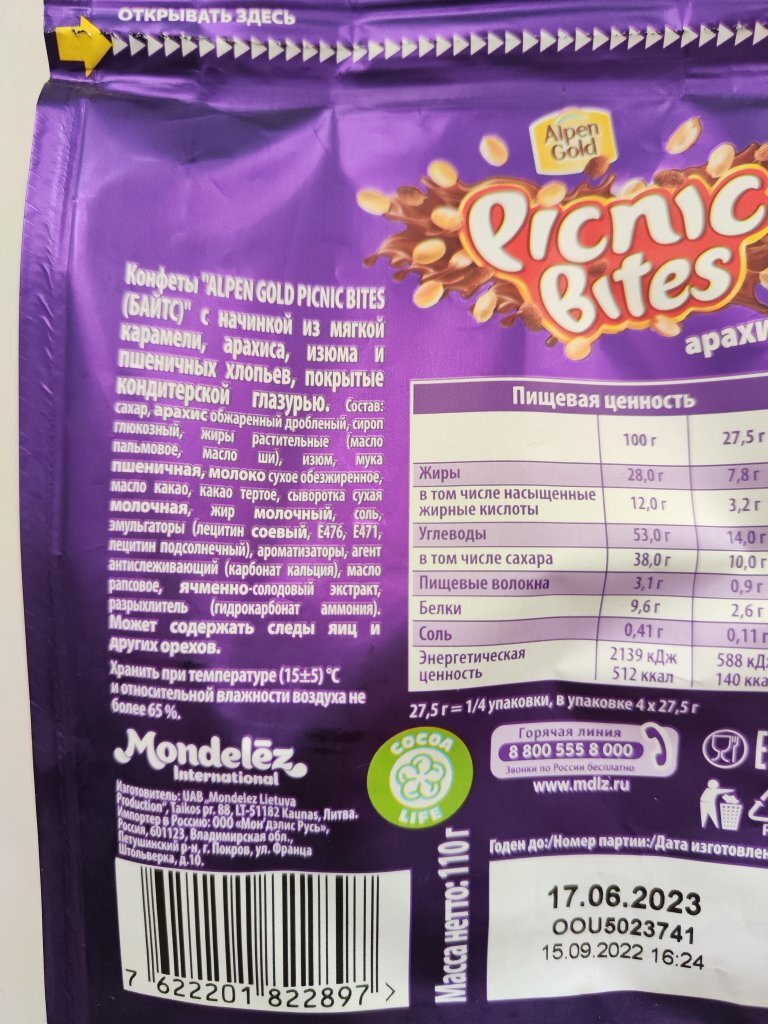 ОТКРЫВАТЬ ЗДЕСЬ
Alpen
Gold
Picnic
Bites
Конфеты "ALPEN GOLD PICNIC BITES
(БАЙТС)" с начинкой из мягкой
карамели, арахиса, изюма и
пшеничных хлопьев, покрытые
кондитерской глазурью. Состав:
сахар, арахис обжаренный дробленый, сироп
глюкозный, жиры растительные (масло
пальмовое, масло ши), изюм, мука
пшеничная, молоко сухое обезжиренное,
масло какао, какао тертое, сыворотка сухая
молочная, жир молочный, соль,
эмульгаторы (лецитин соевый, Е476, Е471,
лецитин подсолнечный), ароматизаторы, агент
антислеживающий (карбонат кальция), масло
рапсовое, ячменно-солодовый экстракт,
разрыхлитель (гидрокарбонат аммония).
Может содержать следы яиц и
других орехов.
Хранить при температуре (15±5) °С
и относительной влажности воздуха не
более 65 %.
Mondelēz
International
Изготовитель: UAB „Mondelez Lietuva
Production", Taikos pr. 88, LT-51182 Kaunas, Литва.
Импортер в Россию: ООО «Мон'дэлис Русь»,
Россия, 601123, Владимирская обл.,
Петушинский р-н, г. Покров, ул. Франца
Штольверка, д.10.
7 622201 822897 >
арахи
Пищевая ценность
100 г 27,5 г
Жиры 28,0 г 7,8 г
в том числе насыщенные
жирные кислоты 12,0 г 3,2 г
Углеводы 53,0 г 14,0 г
в том числе сахара 38,0 г 10,0 г
Пищевые волокна 3,1 г 0,9 г
Белки 9,6 г 2,6 г
Соль 0,41 г 0,11 г
Энергетическая 2139 кДж 588 кДж
ценность 512 ккал 140 кка
27,5 г = 1/4 упаковки, в упаковке 4 x 27,5 г
COCOA
LIFE
Горячая линия
8 800 555 8 000
Звонки по России бесплатно
www.mdlz.ru
Масса нетто: 110 г
Годен до:/Номер партии:/Дата изготовлен
17.06.2023
OOU5023741
15.09.2022 16:24